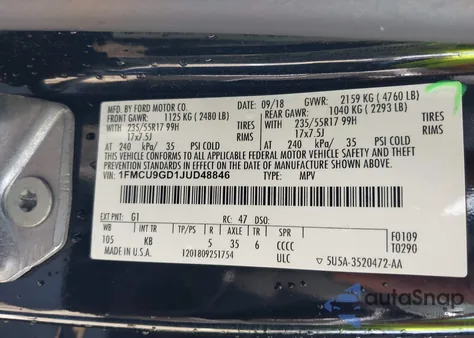 MFD. BY FORD MOTOR CO.
DATE: 09/18 GVWR: 2159 KG ( 4760 LB)
FRONT GAWR: 1125 KG ( 2480 LB) REAR GAWR: 1040 KG ( 2293 LB)
WITH 235/55R17 99H WITH 235/55R17 99H
TIRES
17x7.5J RIMS 17x7.5J
AT 240 kPa/ 35 PSI COLD AT 240 kPa/ 35 PSI COLD
THIS VEHICLE CONFORMS TO ALL APPLICABLE FEDERAL MOTOR VEHICLE SAFETY, BUMPER, AND THEFT
PREVENTION STANDARDS IN EFFECT ON THE DATE OF MANUFACTURE SHOWN ABOVE.
VIN: 1FMCU9GD1JUD48846 TYPE: MPV
EXT PNT: G1 RC: 47 DSO:
WB INT TR TP/PS R AXLE TR SPR
105 KB 5 35 6 CCCC
F0109
T0290
MADE IN U.S.A. 1201809251754 ULC 5U5A-3520472-AA
autoSnap